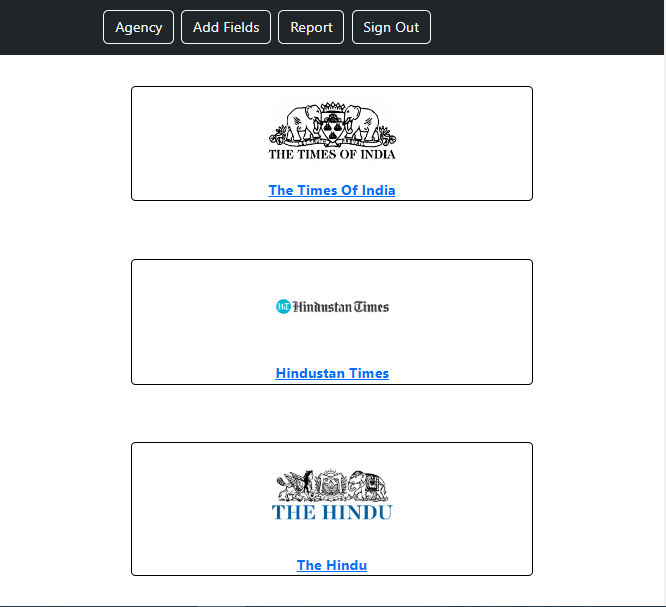 Agency Add Fields Report Sign Out
THE TIMES OF INDIA
The Times Of India
HT Hindustan Times
Hindustan Times
THE HINDU
The Hindu